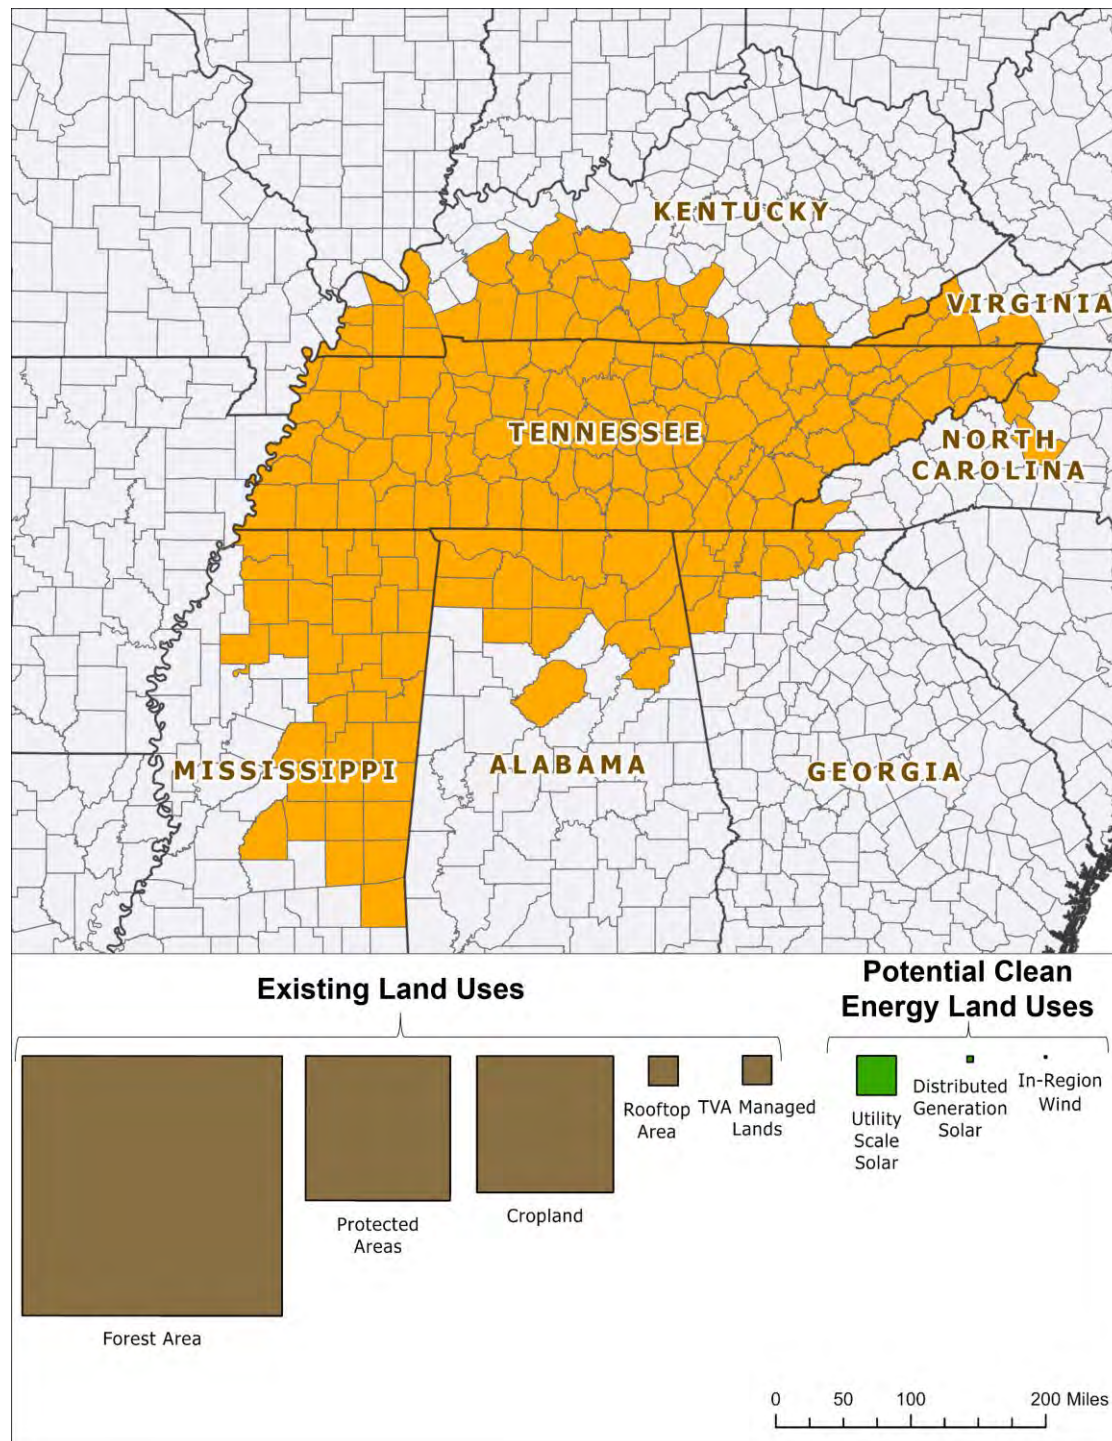 KENTUCKY
VIRGINIA
TENNESSEE
NORTH
CAROLINA
MISSISSIPPI
ALABAMA
GEORGIA
Existing Land Uses
Potential Clean
Energy Land Uses
Forest Area
Protected
Areas
Cropland
Rooftop
Area
TVA Managed
Lands
Utility
Scale
Solar
Distributed
Generation
Solar
In-Region
Wind
0 50 100 200 Miles